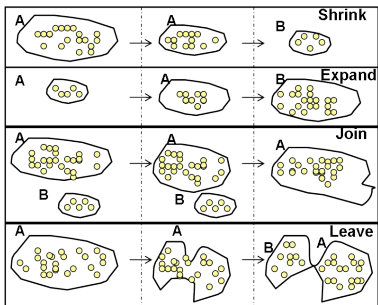 A A B Shrink
A A B Expand
A A A Join
B B
A A Leave
B A